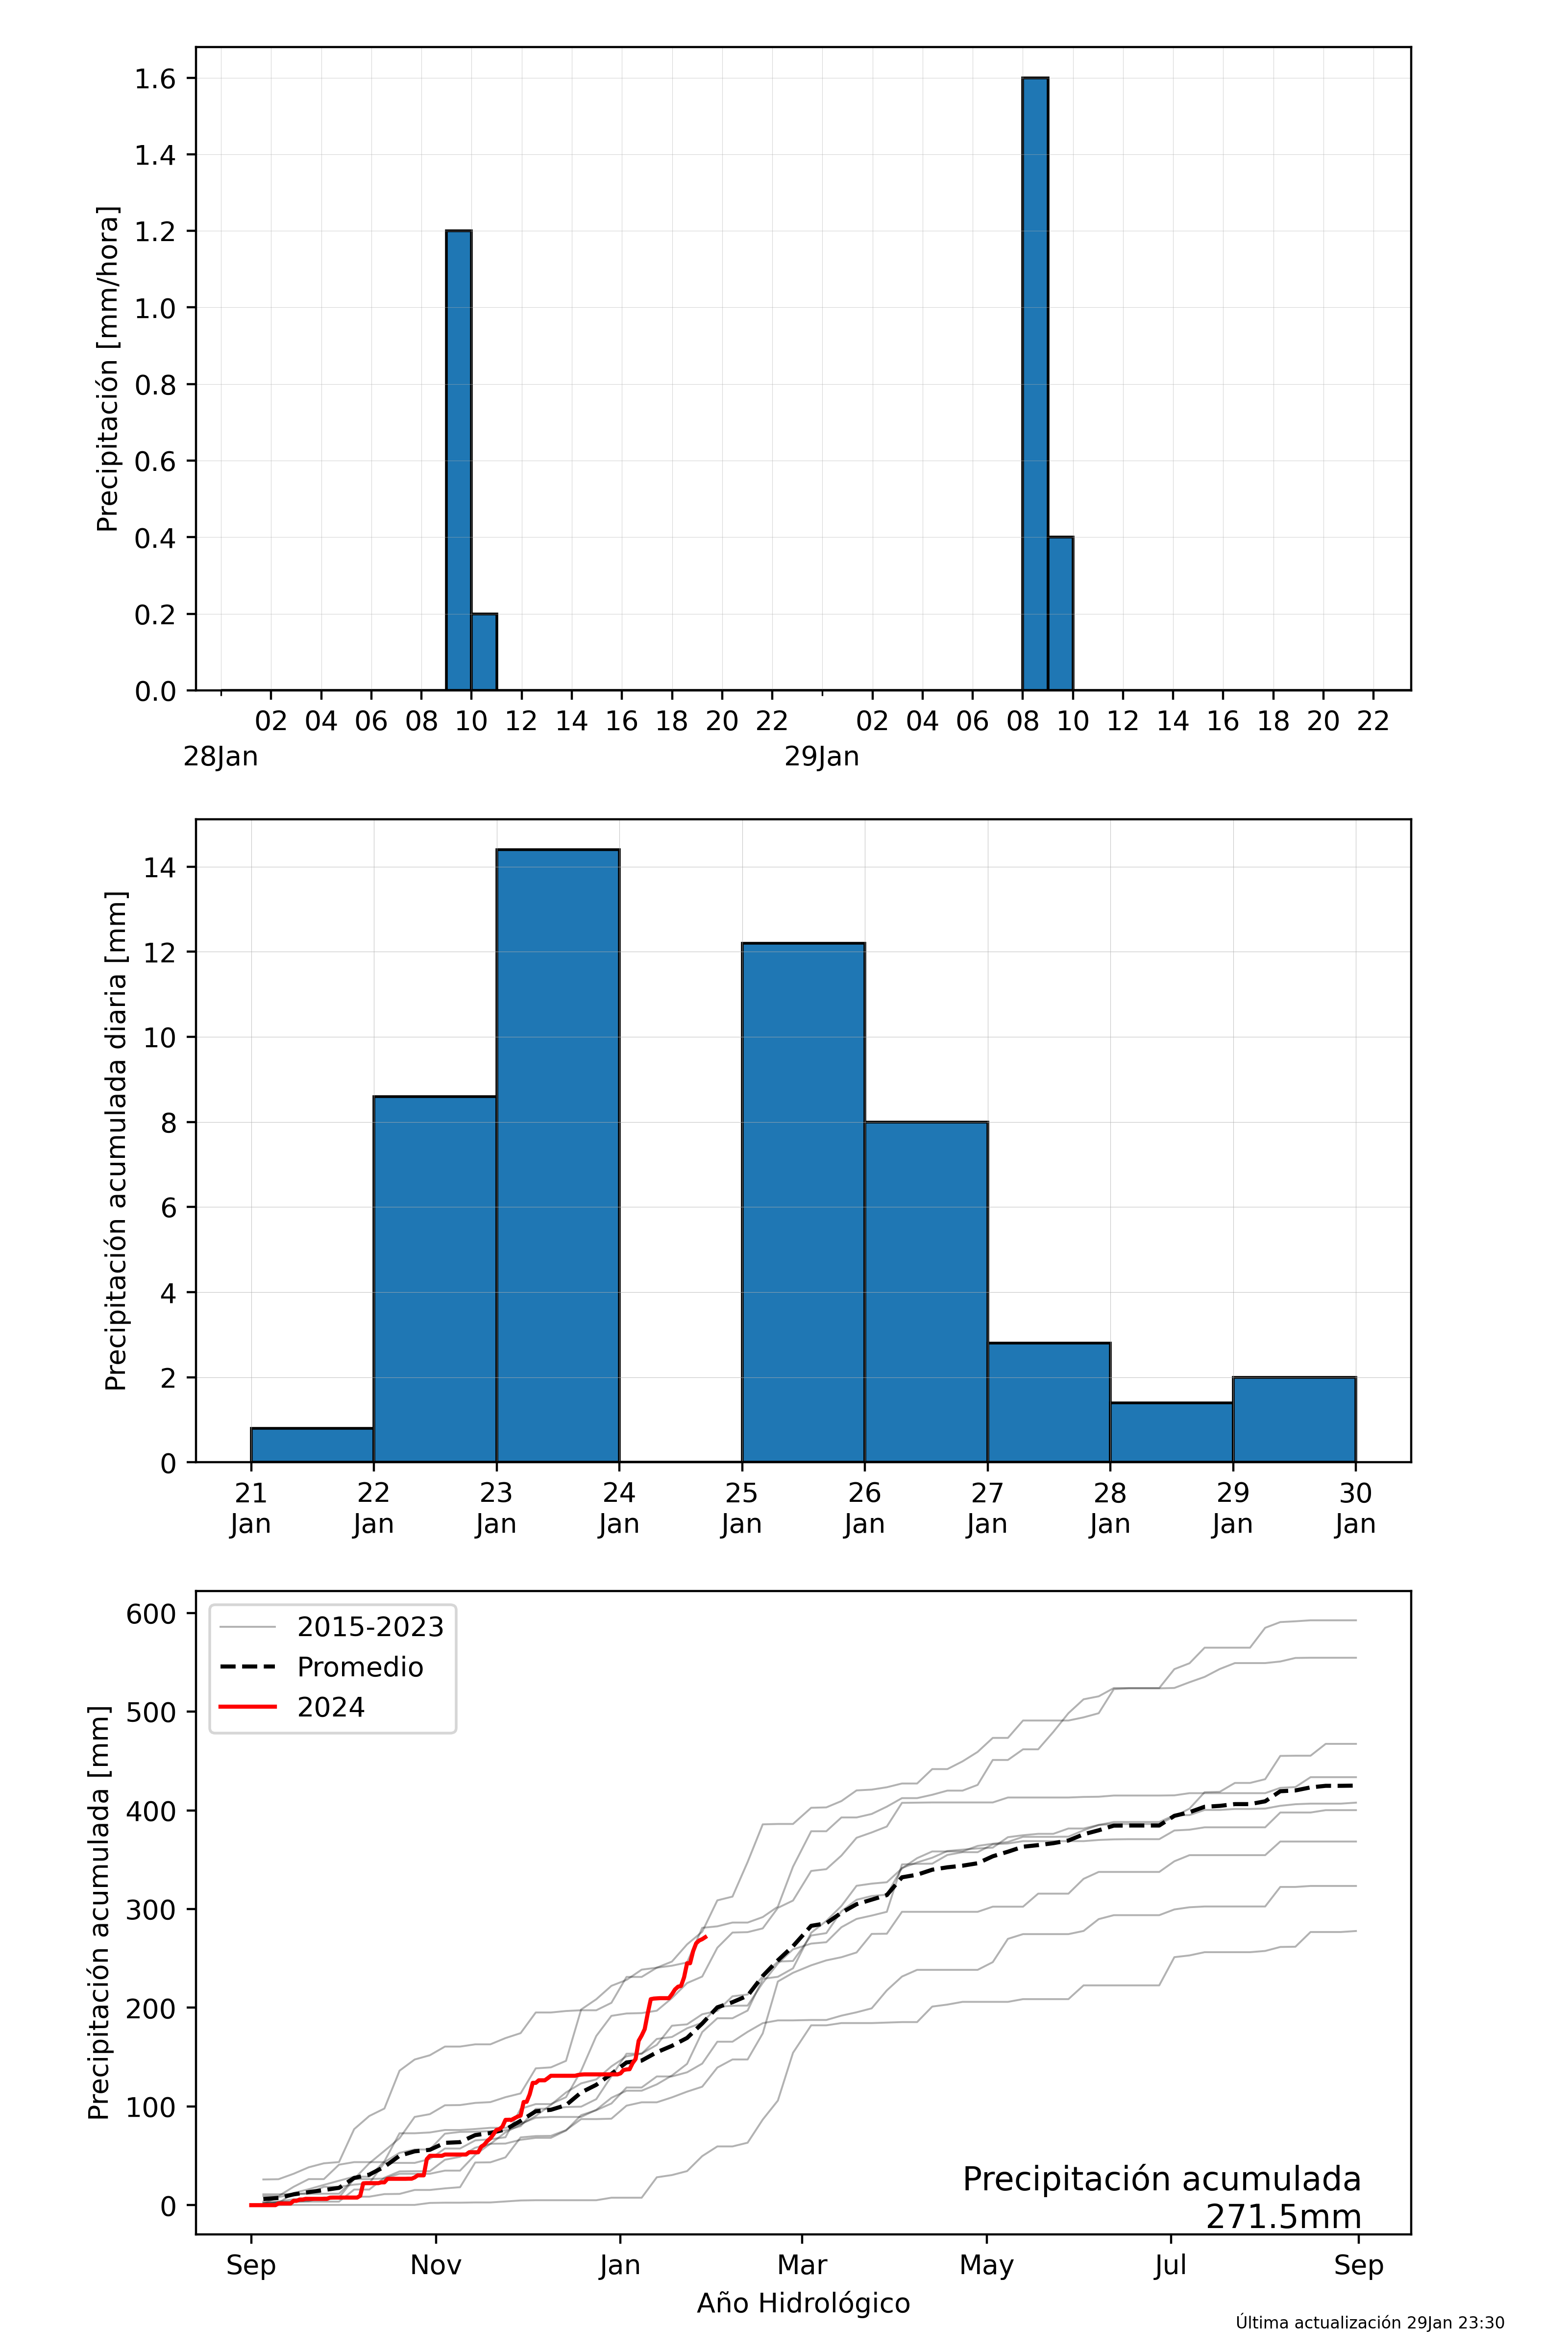 Precipitación [mm/hora]
1.6
1.4
1.2
1.0
0.8
0.6
0.4
0.2
0.0
02 04 06 08 10 12 14 16 18 20 22 02 04 06 08 10 12 14 16 18 20 22
28Jan 29Jan
Precipitación acumulada diaria [mm]
14
12
10
8
6
4
2
0
21 22 23 24 25 26 27 28 29 30
Jan Jan Jan Jan Jan Jan Jan Jan Jan Jan
Precipitación acumulada [mm]
600
500
400
300
200
100
0
2015-2023
Promedio
2024
Precipitación acumulada
271.5mm
Sep Nov Jan Mar May Jul Sep
Año Hidrológico
Última actualización 29Jan 23:30